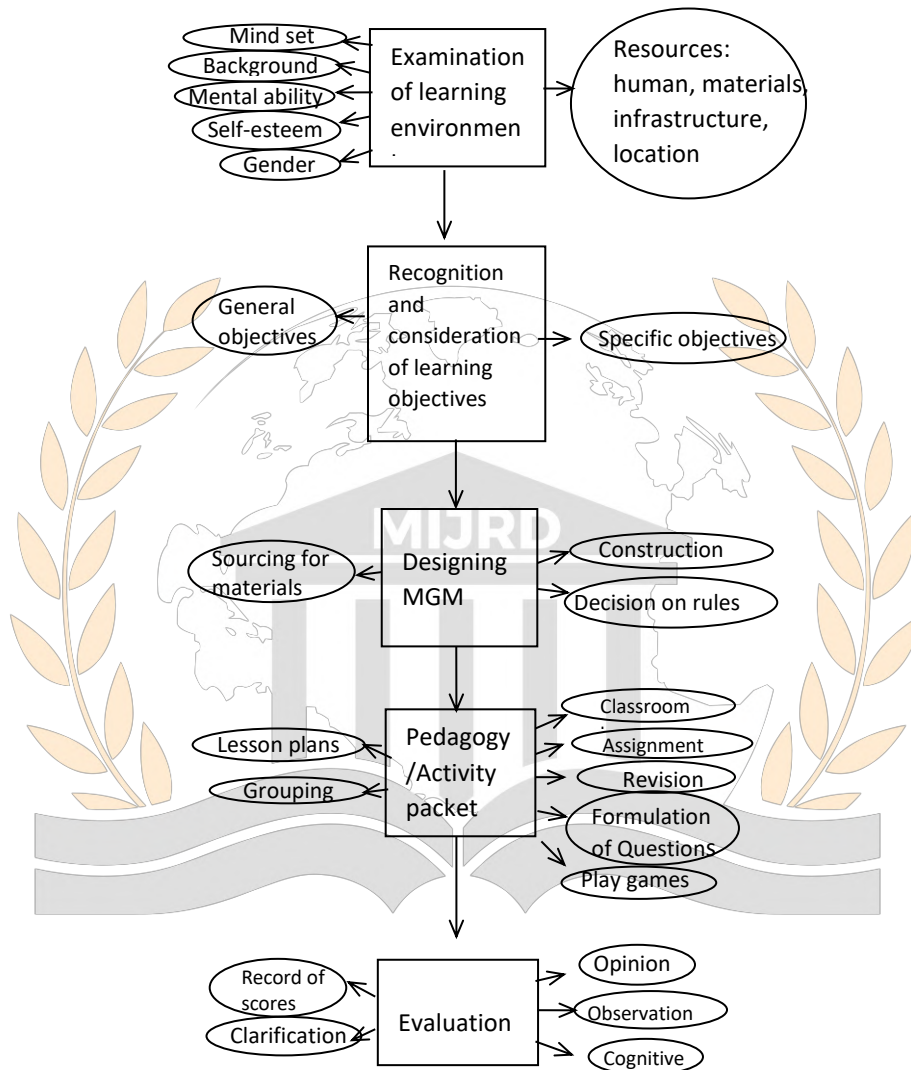 Mind set
Background
Mental ability
Self-esteem
Gender
Examination
of learning
environmen
.
Resources:
human, materials,
infrastructure,
location
General
objectives
Recognition
and
consideration
of learning
objectives
Specific objectives
MIJRD
Sourcing for
materials
Designing
MGM
Construction
Decision on rules
Lesson plans
Grouping
Pedagogy
/Activity
packet
Classroom
Assignment
Revision
Formulation
of Questions
Play games
Record of
scores
Clarification
Evaluation
Opinion
Observation
Cognitive